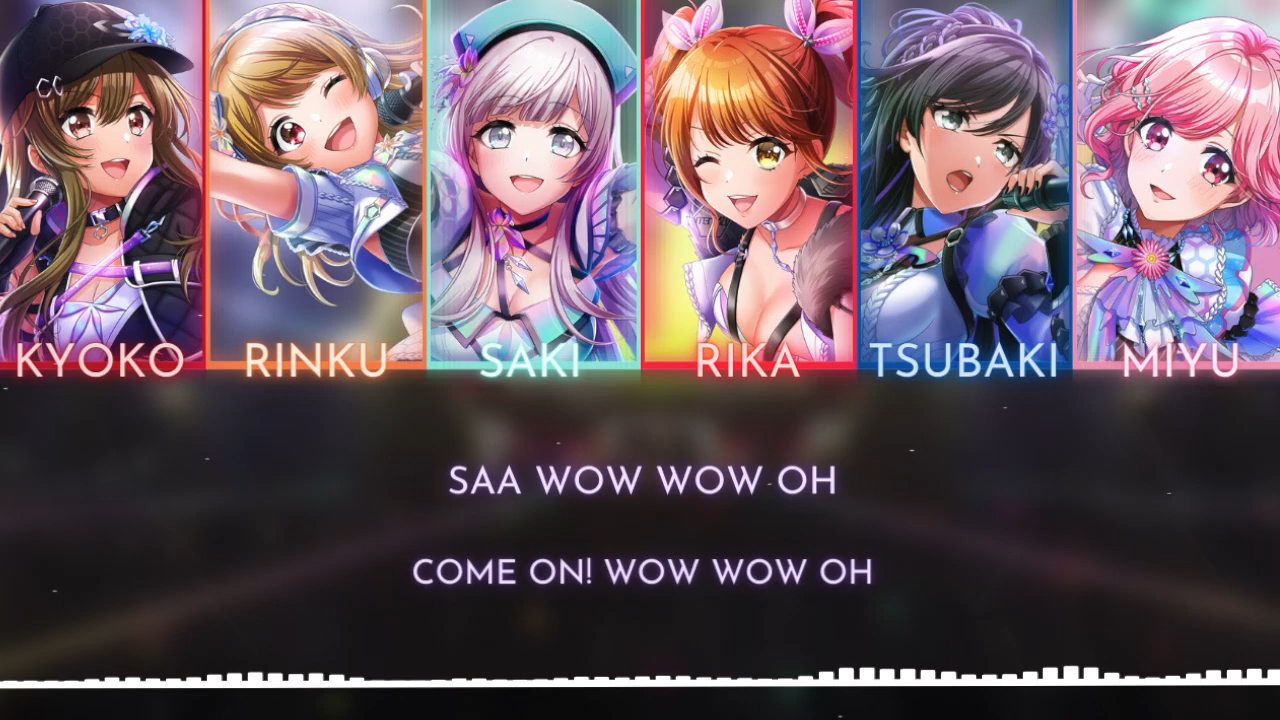 KYOKO RINKU SAKI RIKA TSUBAKI MIYU
SAA WOW WOW OH
COME ON! WOW WOW OH